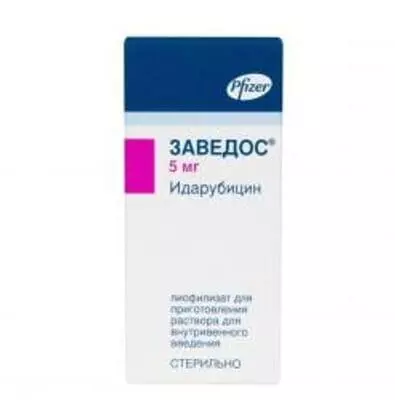 Pfizer
ЗАВЕДОС®
5 мг
Идарубицин
лиофилизат для
приготовления
раствора для
внутривенного
введения
СТЕРИЛЬНО